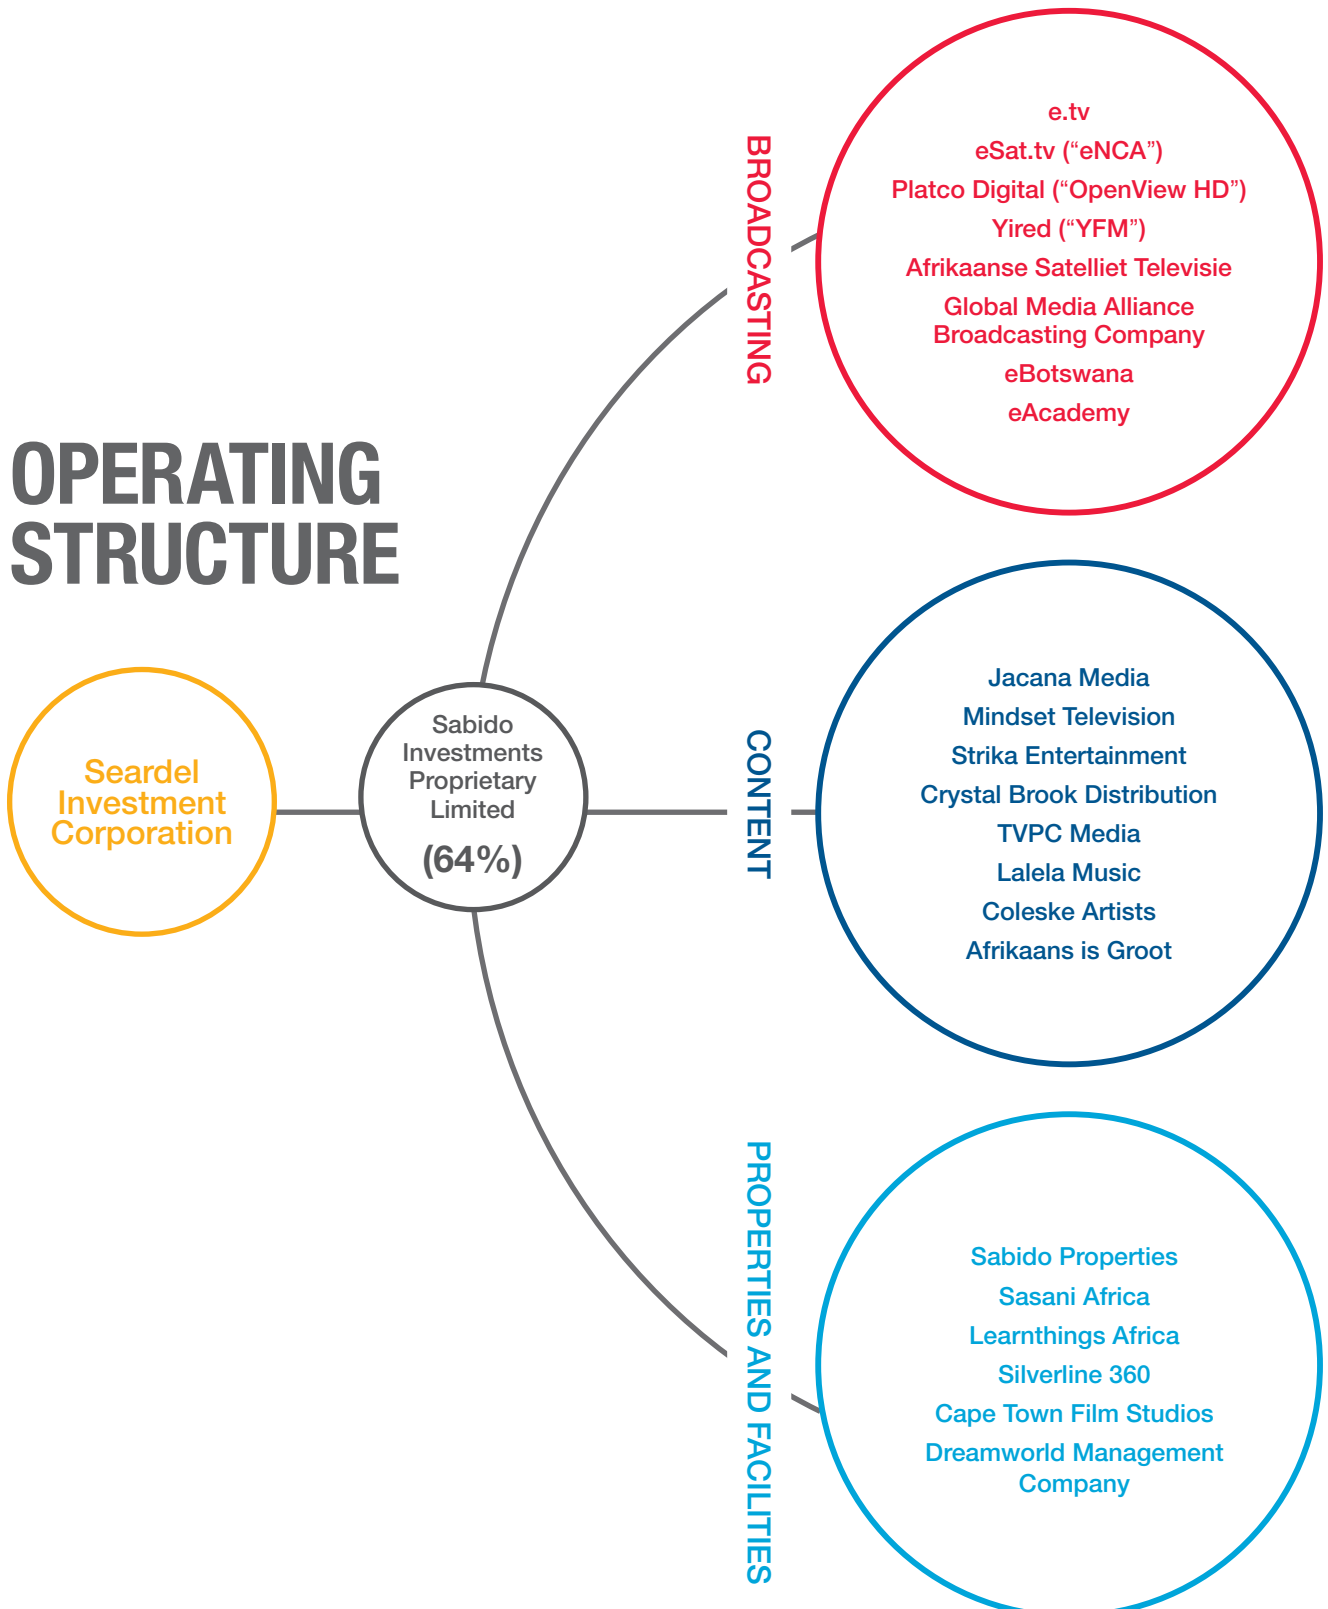 OPERATING
STRUCTURE
Seardel
Investment
Corporation
Sabido
Investments
Proprietary
Limited
(64%)
BROADCASTING
e.tv
eSat.tv (“eNCA”)
Platco Digital (“OpenView HD”)
Yired (“YFM”)
Afrikaanse Satelliet Televisie
Global Media Alliance
Broadcasting Company
eBotswana
eAcademy
CONTENT
Jacana Media
Mindset Television
Strika Entertainment
Crystal Brook Distribution
TVPC Media
Lalela Music
Coleske Artists
Afrikaans is Groot
PROPERTIES AND FACILITIES
Sabido Properties
Sasani Africa
Learnthings Africa
Silverline 360
Cape Town Film Studios
Dreamworld Management
Company